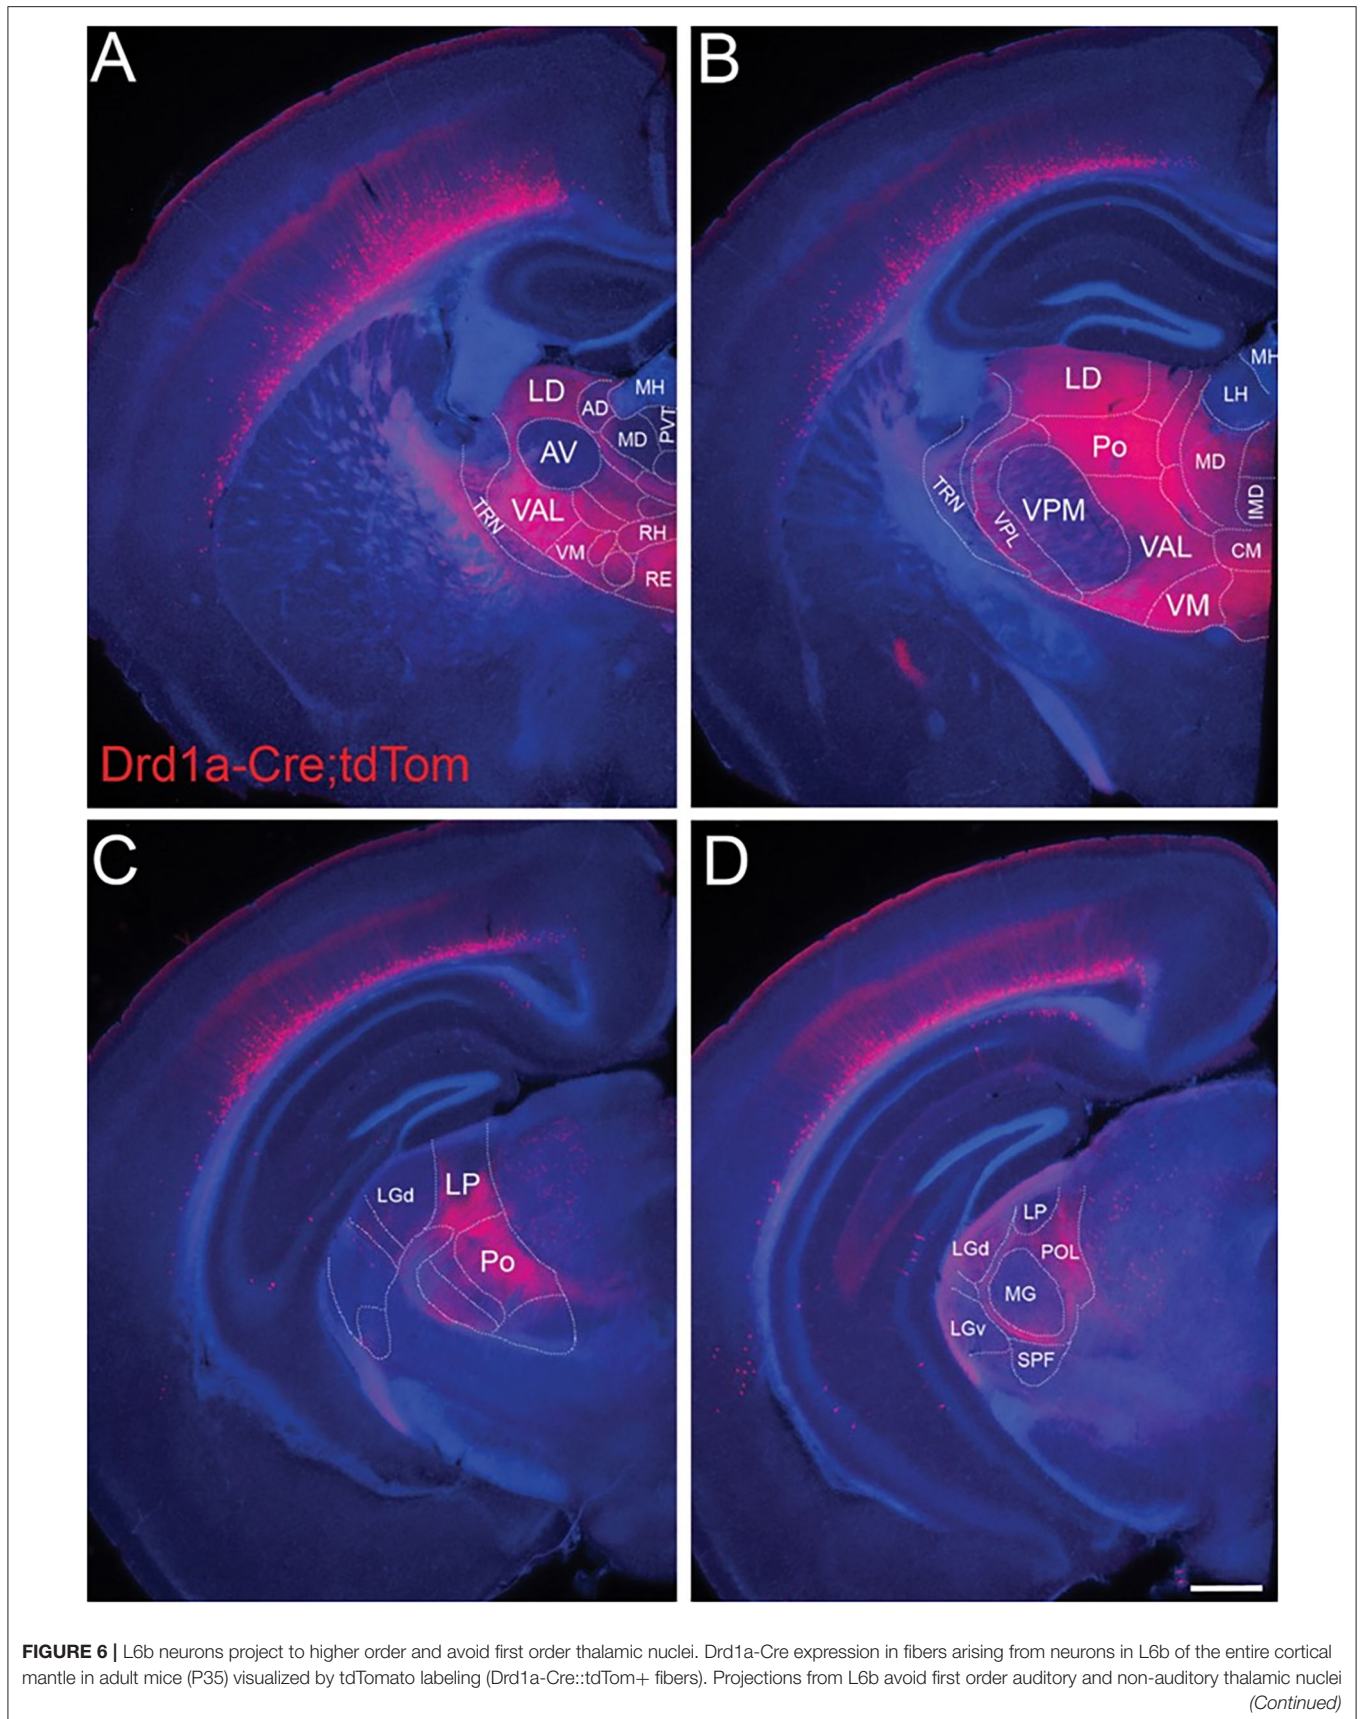 A
B
LD
AD
MH
MD
PVT
AV
VAL
TRN
VM
RH
RE
Drd1a-Cre;tdTom
MH
LH
LD
Po
MD
IMD
TRN
VPL
VPM
VAL
CM
VM
C
D
LGd
LP
Po
LP
LGd
POL
MG
LGv
SPF
FIGURE 6 | L6b neurons project to higher order and avoid first order thalamic nuclei. Drd1a-Cre expression in fibers arising from neurons in L6b of the entire cortical
mantle in adult mice (P35) visualized by tdTomato labeling (Drd1a-Cre::tdTom+ fibers). Projections from L6b avoid first order auditory and non-auditory thalamic nuclei
(Continued)